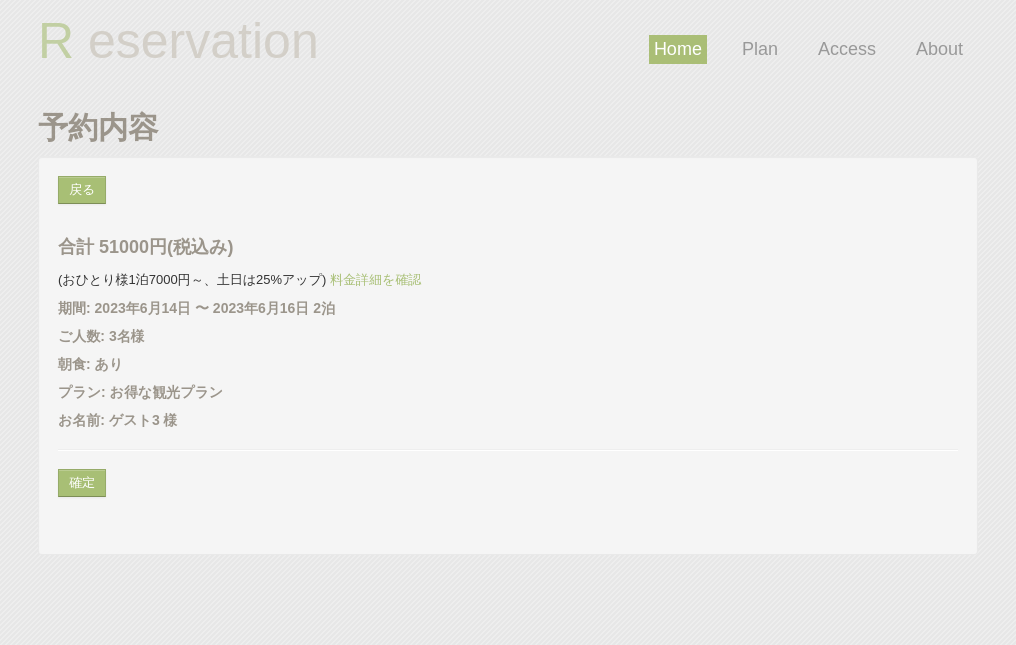 R eservation
Home Plan Access About
予約内容
戻る
合計 51000円(税込み)
(おひとり様1泊7000円～、土日は25%アップ) 料金詳細を確認
期間: 2023年6月14日 〜 2023年6月16日 2泊
ご人数: 3名様
朝食: あり
プラン: お得な観光プラン
お名前: ゲスト3 様
確定